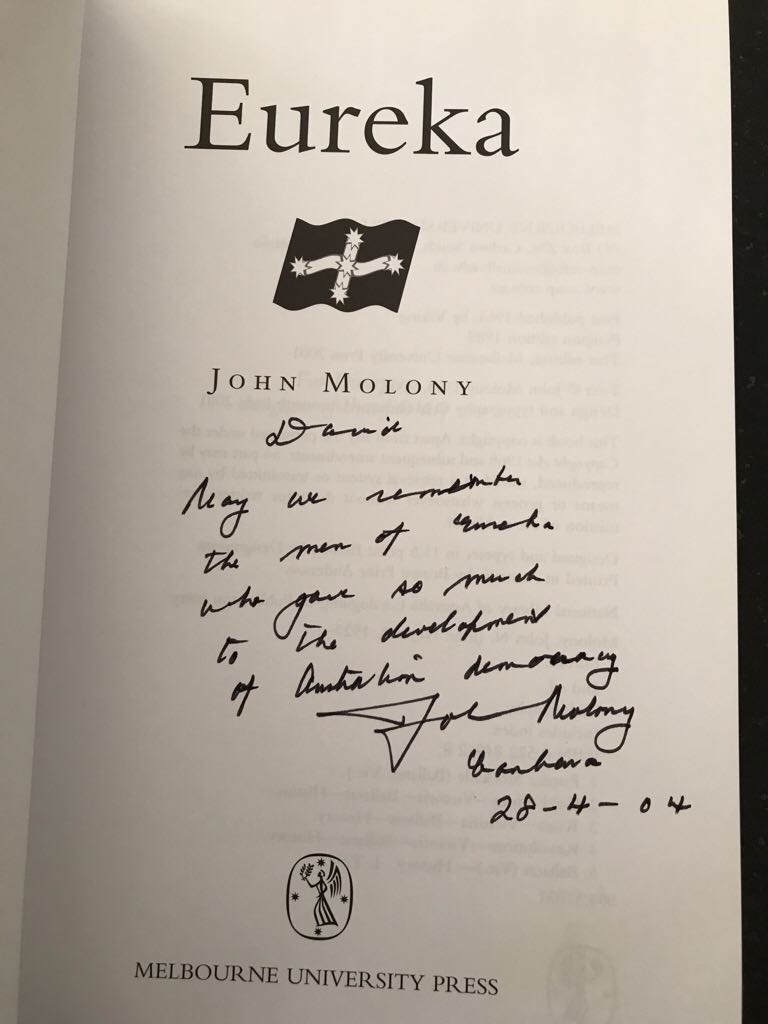 Eureka
JOHN MOLONY
David
May we remember
the men of Eureka
who gave so much
to the development
of Australian democracy
John Molony
Canberra
28-4-04
MELBOURNE UNIVERSITY PRESS